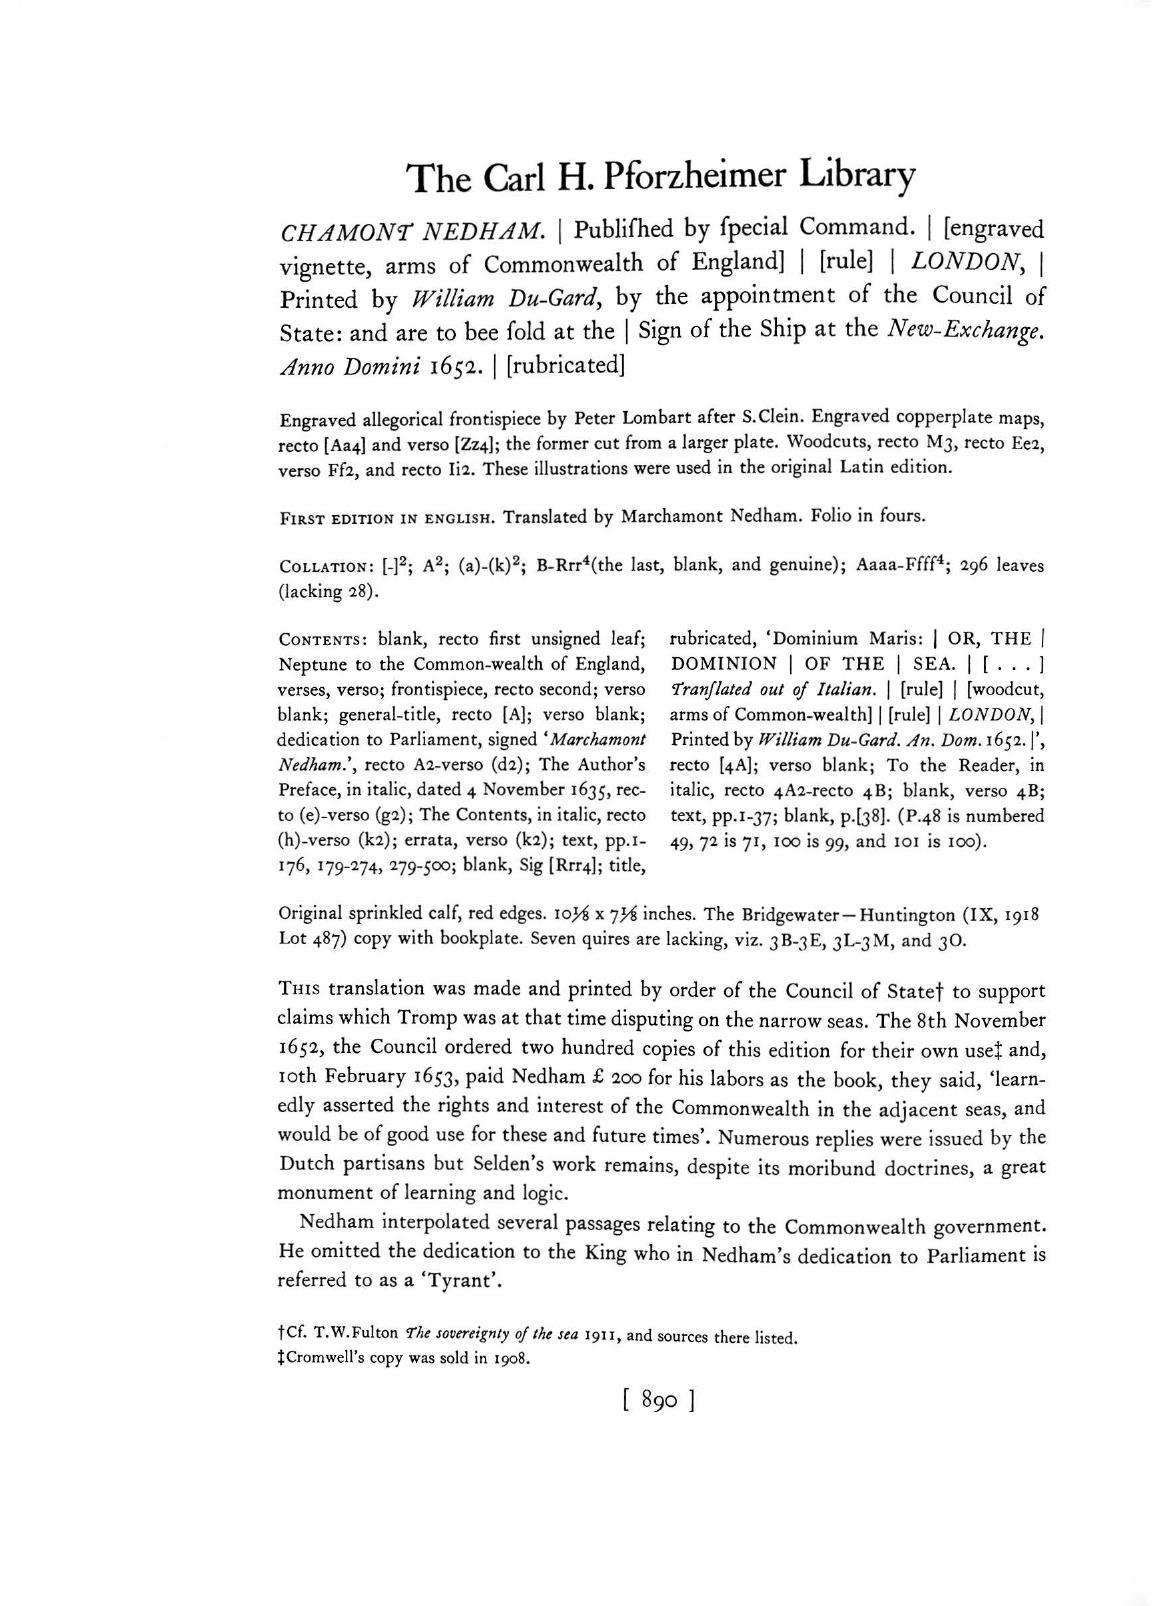 The Carl H. Pforzheimer Library
CHAMONT NEDHAM. | Publiſhed by ſpecial Command. | [engraved
vignette, arms of Commonwealth of England] | [rule] | LONDON, |
Printed by William Du-Gard, by the appointment of the Council of
State: and are to bee ſold at the | Sign of the Ship at the New-Exchange.
Anno Domini 1652. | [rubricated]
Engraved allegorical frontispiece by Peter Lombart after S.Clein. Engraved copperplate maps,
recto [Aa4] and verso [Zz4]; the former cut from a larger plate. Woodcuts, recto M3, recto Ee2,
verso Ff2, and recto Ii2. These illustrations were used in the original Latin edition.
FIRST EDITION IN ENGLISH. Translated by Marchamont Nedham. Folio in fours.
COLLATION: [-]²; A²; (a)-(k)²; B-Rrr⁴(the last, blank, and genuine); Aaaa-Ffff⁴; 296 leaves
(lacking 28).
CONTENTS: blank, recto first unsigned leaf;
Neptune to the Common-wealth of England,
verses, verso; frontispiece, recto second; verso
blank; general-title, recto [A]; verso blank;
dedication to Parliament, signed ‘Marchamont
Nedham.’, recto A2-verso (d2); The Author's
Preface, in italic, dated 4 November 1635, rec-
to (e)-verso (g2); The Contents, in italic, recto
(h)-verso (k2); errata, verso (k2); text, pp.1-
176, 179-274, 279-500; blank, Sig [Rrr4]; title,
rubricated, ‘Dominium Maris: | OR, THE |
DOMINION | OF THE | SEA. | [ . . . ]
Tranſlated out of Italian. | [rule] | [woodcut,
arms of Common-wealth] | [rule] | LONDON, |
Printed by William Du-Gard. An. Dom. 1652. |’,
recto [4A]; verso blank; To the Reader, in
italic, recto 4A2-recto 4B; blank, verso 4B;
text, pp.1-37; blank, p.[38]. (P.48 is numbered
49, 72 is 71, 100 is 99, and 101 is 100).
Original sprinkled calf, red edges. 10⅛ x 7⅛ inches. The Bridgewater—Huntington (IX, 1918
Lot 487) copy with bookplate. Seven quires are lacking, viz. 3B-3E, 3L-3M, and 3O.
THIS translation was made and printed by order of the Council of State† to support
claims which Tromp was at that time disputing on the narrow seas. The 8th November
1652, the Council ordered two hundred copies of this edition for their own use‡ and,
10th February 1653, paid Nedham £ 200 for his labors as the book, they said, ‘learn-
edly asserted the rights and interest of the Commonwealth in the adjacent seas, and
would be of good use for these and future times’. Numerous replies were issued by the
Dutch partisans but Selden's work remains, despite its moribund doctrines, a great
monument of learning and logic.
Nedham interpolated several passages relating to the Commonwealth government.
He omitted the dedication to the King who in Nedham's dedication to Parliament is
referred to as a ‘Tyrant’.
†Cf. T.W.Fulton The sovereignty of the sea 1911, and sources there listed.
‡Cromwell's copy was sold in 1908.
[ 890 ]